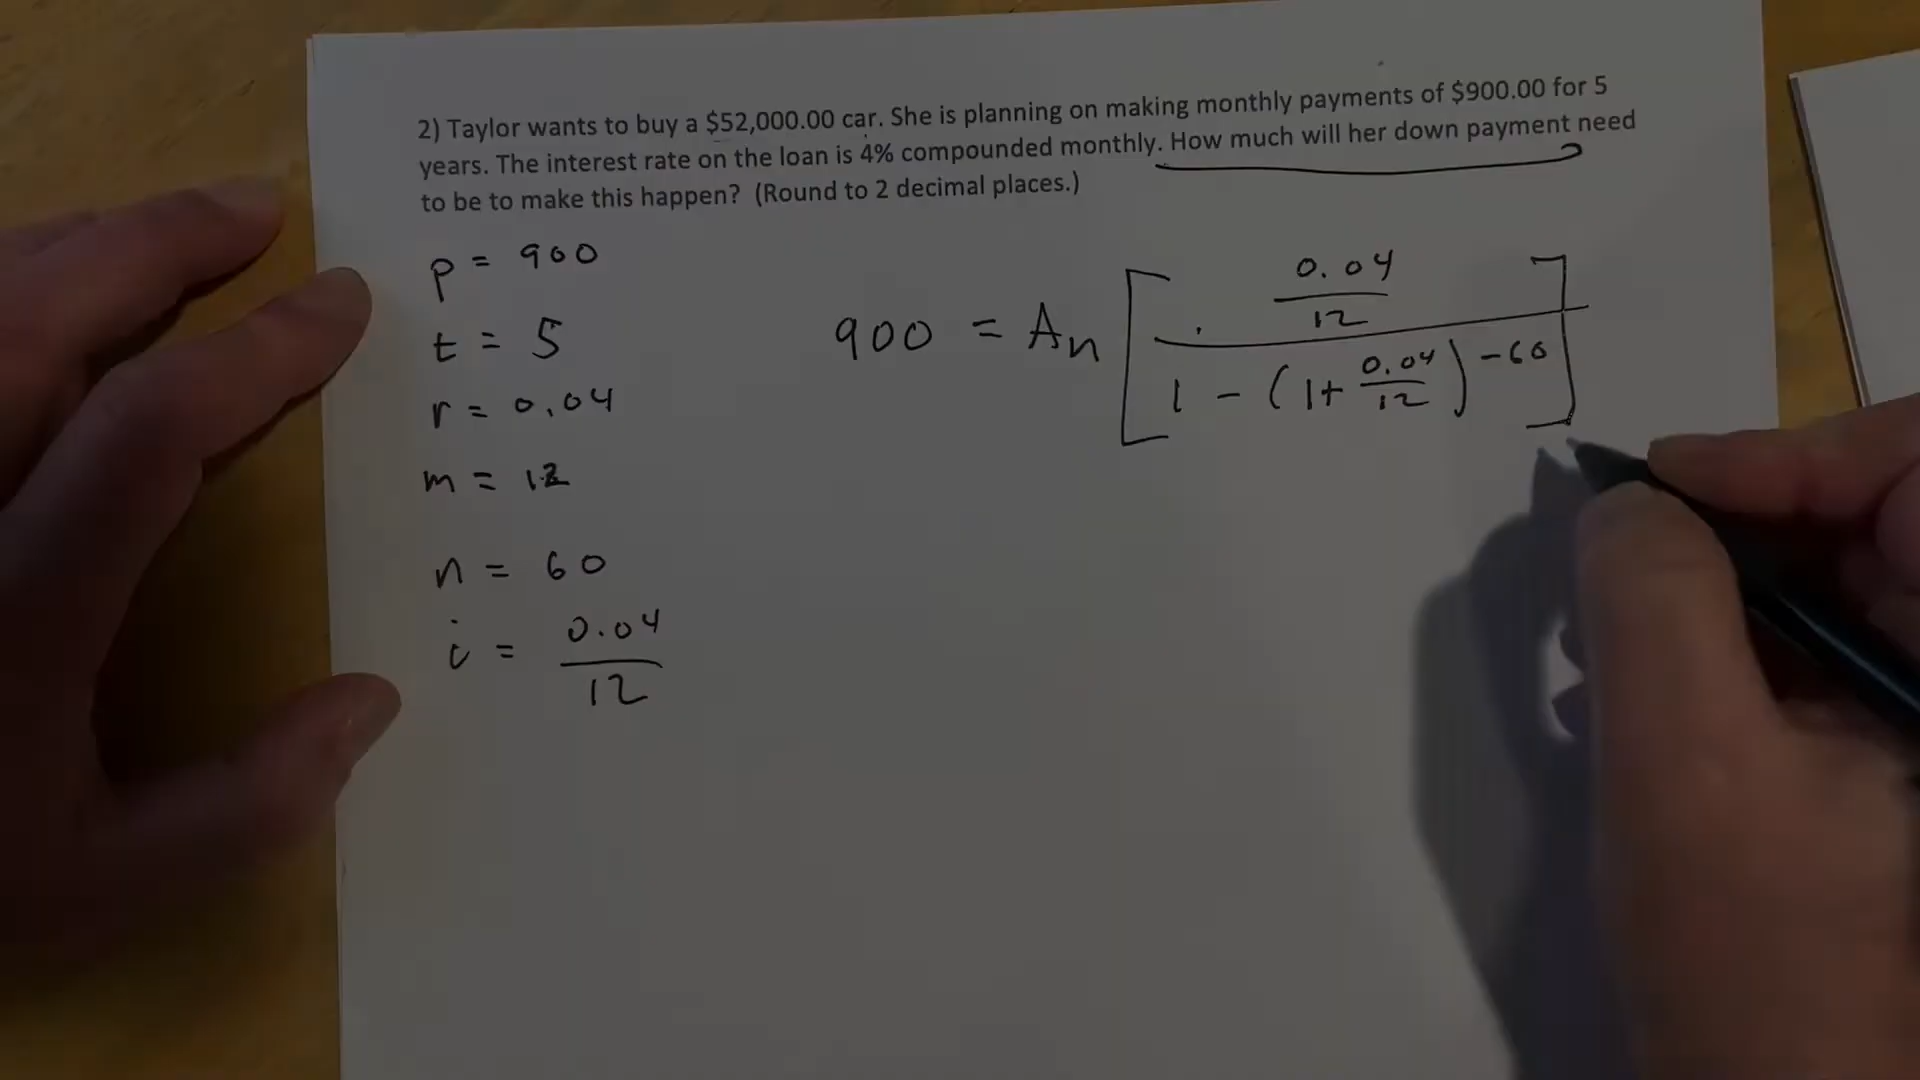 2) Taylor wants to buy a $52,000.00 car. She is planning on making monthly payments of $900.00 for 5
years. The interest rate on the loan is 4% compounded monthly. How much will her down payment need
to be to make this happen? (Round to 2 decimal places.)
p = 900
t = 5
r = 0.04
m = 12
n = 60
i = 0.04
12
900 = An [ 0.04
12
1 - (1 + 0.04
12 ) -60 ]